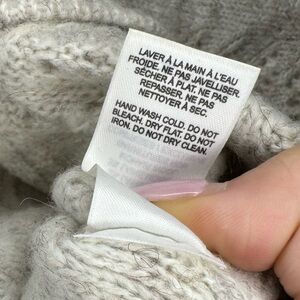 LAVER À LA MAIN À L'EAU
FROIDE. NE PAS JAVELLISER.
SÉCHER À PLAT. NE PAS
REPASSER. NE PAS
NETTOYER À SEC.
HAND WASH COLD. DO NOT
BLEACH. DRY FLAT. DO NOT
IRON. DO NOT DRY CLEAN.